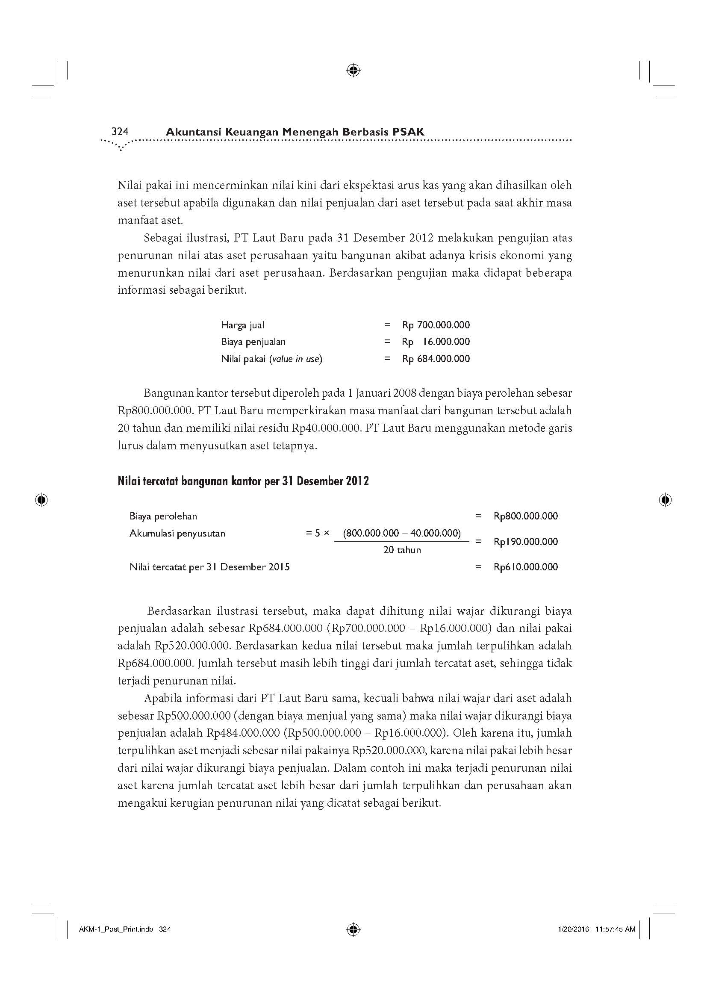 324 Akuntansi Keuangan Menengah Berbasis PSAK
Nilai pakai ini mencerminkan nilai kini dari ekspektasi arus kas yang akan dihasilkan oleh
aset tersebut apabila digunakan dan nilai penjualan dari aset tersebut pada saat akhir masa
manfaat aset.
Sebagai ilustrasi, PT Laut Baru pada 31 Desember 2012 melakukan pengujian atas
penurunan nilai atas aset perusahaan yaitu bangunan akibat adanya krisis ekonomi yang
menurunkan nilai dari aset perusahaan. Berdasarkan pengujian maka didapat beberapa
informasi sebagai berikut.
Harga jual = Rp 700.000.000
Biaya penjualan = Rp 16.000.000
Nilai pakai (value in use) = Rp 684.000.000
Bangunan kantor tersebut diperoleh pada 1 Januari 2008 dengan biaya perolehan sebesar
Rp800.000.000. PT Laut Baru memperkirakan masa manfaat dari bangunan tersebut adalah
20 tahun dan memiliki nilai residu Rp40.000.000. PT Laut Baru menggunakan metode garis
lurus dalam menyusutkan aset tetapnya.
Nilai tercatat bangunan kantor per 31 Desember 2012
Biaya perolehan = Rp800.000.000
Akumulasi penyusutan = 5 × (800.000.000 – 40.000.000)
= Rp190.000.000
20 tahun
Nilai tercatat per 31 Desember 2015 = Rp610.000.000
Berdasarkan ilustrasi tersebut, maka dapat dihitung nilai wajar dikurangi biaya
penjualan adalah sebesar Rp684.000.000 (Rp700.000.000 – Rp16.000.000) dan nilai pakai
adalah Rp520.000.000. Berdasarkan kedua nilai tersebut maka jumlah terpulihkan adalah
Rp684.000.000. Jumlah tersebut masih lebih tinggi dari jumlah tercatat aset, sehingga tidak
terjadi penurunan nilai.
Apabila informasi dari PT Laut Baru sama, kecuali bahwa nilai wajar dari aset adalah
sebesar Rp500.000.000 (dengan biaya menjual yang sama) maka nilai wajar dikurangi biaya
penjualan adalah Rp484.000.000 (Rp500.000.000 – Rp16.000.000). Oleh karena itu, jumlah
terpulihkan aset menjadi sebesar nilai pakainya Rp520.000.000, karena nilai pakai lebih besar
dari nilai wajar dikurangi biaya penjualan. Dalam contoh ini maka terjadi penurunan nilai
aset karena jumlah tercatat aset lebih besar dari jumlah terpulihkan dan perusahaan akan
mengakui kerugian penurunan nilai yang dicatat sebagai berikut.
AKM-1_Post_Print.indb 324 1/20/2016 11:57:45 AM